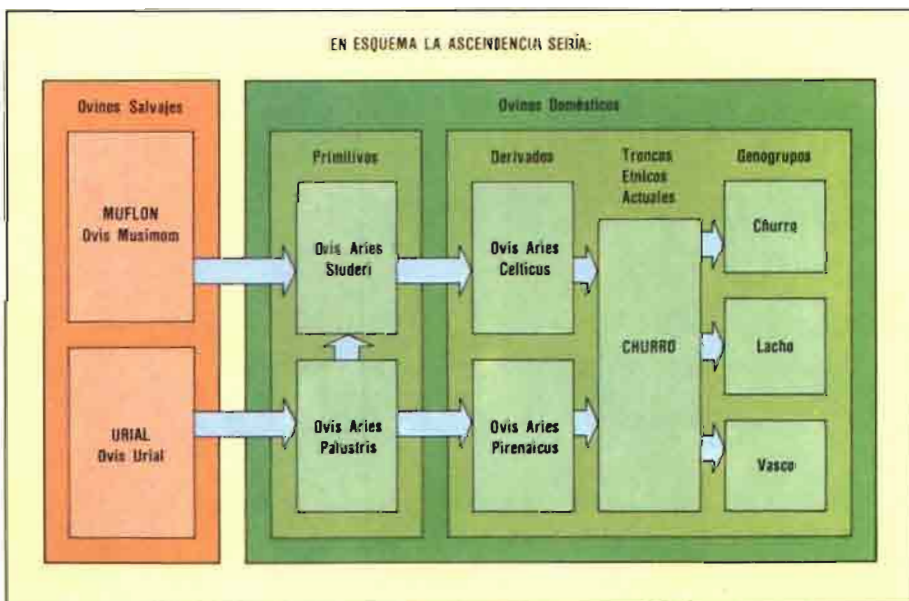 EN ESQUEMA LA ASCENDENCIA SERÍA:
Ovinos Salvajes
MUFLON
Ovis Musimom
URIAL
Ovis Urial
Ovinos Domésticos
Primitivos
Ovis Aries
Studeri
Ovis Aries
Palustris
Derivados
Ovis Aries
Celticus
Ovis Aries
Pirenaicus
Troncos
Etnicos
Actuales
CHURRO
Genogrupos
Churro
Lacho
Vasco